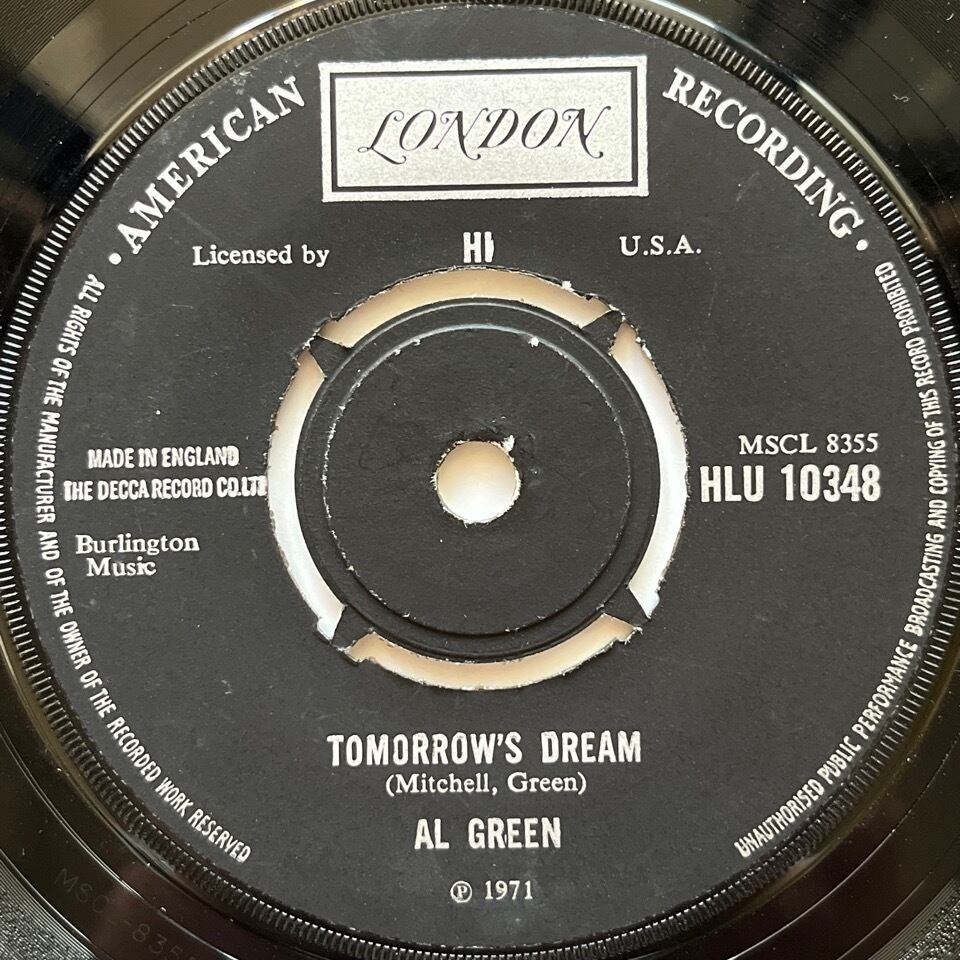 · AMERICAN RECORDING ·
LONDON
Licensed by HI U.S.A.
MADE IN ENGLAND
THE DECCA RECORD CO. LTD
Burlington
Music
MSCL 8355
HLU 10348
TOMORROW'S DREAM
(Mitchell, Green)
AL GREEN
℗ 1971
ALL RIGHTS OF THE MANUFACTURER AND OF THE OWNER OF THE RECORDED WORK RESERVED
UNAUTHORISED PUBLIC PERFORMANCE BROADCASTING AND COPYING OF THIS RECORD PROHIBITED